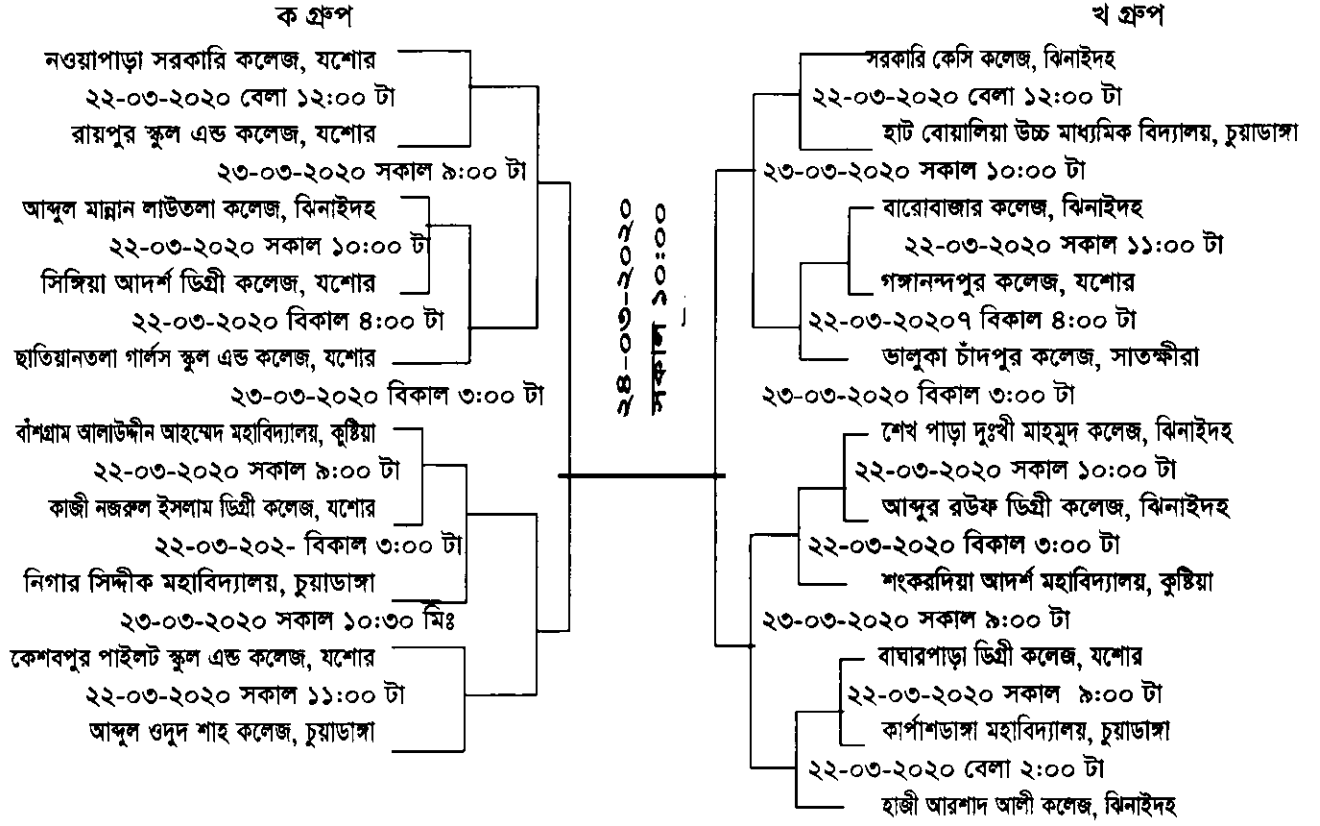 ক গ্রুপ
নওয়াপাড়া সরকারি কলেজ, যশোর
২২-০৩-২০২০ বেলা ১২:০০ টা
রায়পুর স্কুল এন্ড কলেজ, যশোর
২৩-০৩-২০২০ সকাল ৯:০০ টা
আব্দুল মান্নান লাউতলা কলেজ, ঝিনাইদহ
২২-০৩-২০২০ সকাল ১০:০০ টা
সিঙ্গিয়া আদর্শ ডিগ্রী কলেজ, যশোর
২২-০৩-২০২০ বিকাল ৪:০০ টা
ছাতিয়ানতলা গার্লস স্কুল এন্ড কলেজ, যশোর
২৩-০৩-২০২০ বিকাল ৩:০০ টা
বাঁশগ্রাম আলাউদ্দীন আহম্মেদ মহাবিদ্যালয়, কুষ্টিয়া
২২-০৩-২০২০ সকাল ৯:০০ টা
কাজী নজরুল ইসলাম ডিগ্রী কলেজ, যশোর
২২-০৩-২০২- বিকাল ৩:০০ টা
নিগার সিদ্দীক মহাবিদ্যালয়, চুয়াডাঙ্গা
২৩-০৩-২০২০ সকাল ১০:৩০ মিঃ
কেশবপুর পাইলট স্কুল এন্ড কলেজ, যশোর
২২-০৩-২০২০ সকাল ১১:০০ টা
আব্দুল ওদুদ শাহ কলেজ, চুয়াডাঙ্গা
২৪-০৩-২০২০
সকাল ১০:০০
খ গ্রুপ
সরকারি কেসি কলেজ, ঝিনাইদহ
২২-০৩-২০২০ বেলা ১২:০০ টা
হাট বোয়ালিয়া উচ্চ মাধ্যমিক বিদ্যালয়, চুয়াডাঙ্গা
২৩-০৩-২০২০ সকাল ১০:০০ টা
বারোবাজার কলেজ, ঝিনাইদহ
২২-০৩-২০২০ সকাল ১১:০০ টা
গঙ্গানন্দপুর কলেজ, যশোর
২২-০৩-২০২০৭ বিকাল ৪:০০ টা
ভালুকা চাঁদপুর কলেজ, সাতক্ষীরা
২৩-০৩-২০২০ বিকাল ৩:০০ টা
শেখ পাড়া দুঃখী মাহমুদ কলেজ, ঝিনাইদহ
২২-০৩-২০২০ সকাল ১০:০০ টা
আব্দুর রউফ ডিগ্রী কলেজ, ঝিনাইদহ
২২-০৩-২০২০ বিকাল ৩:০০ টা
শংকরদিয়া আদর্শ মহাবিদ্যালয়, কুষ্টিয়া
২৩-০৩-২০২০ সকাল ৯:০০ টা
বাঘারপাড়া ডিগ্রী কলেজ, যশোর
২২-০৩-২০২০ সকাল ৯:০০ টা
কার্পাশডাঙ্গা মহাবিদ্যালয়, চুয়াডাঙ্গা
২২-০৩-২০২০ বেলা ২:০০ টা
হাজী আরশাদ আলী কলেজ, ঝিনাইদহ